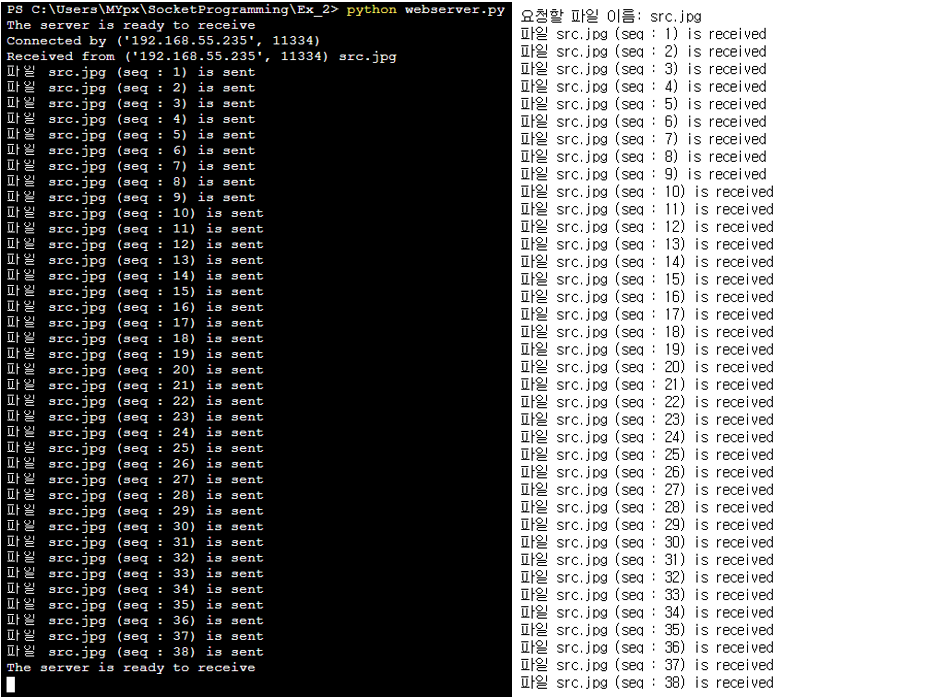 PS C:\Users\MYpx\SocketProgramming\Ex_2> python webserver.py
The server is ready to receive
Connected by ('192.168.55.235', 11334)
Received from ('192.168.55.235', 11334) src.jpg
파일  src.jpg (seq : 1) is sent
파일  src.jpg (seq : 2) is sent
파일  src.jpg (seq : 3) is sent
파일  src.jpg (seq : 4) is sent
파일  src.jpg (seq : 5) is sent
파일  src.jpg (seq : 6) is sent
파일  src.jpg (seq : 7) is sent
파일  src.jpg (seq : 8) is sent
파일  src.jpg (seq : 9) is sent
파일  src.jpg (seq : 10) is sent
파일  src.jpg (seq : 11) is sent
파일  src.jpg (seq : 12) is sent
파일  src.jpg (seq : 13) is sent
파일  src.jpg (seq : 14) is sent
파일  src.jpg (seq : 15) is sent
파일  src.jpg (seq : 16) is sent
파일  src.jpg (seq : 17) is sent
파일  src.jpg (seq : 18) is sent
파일  src.jpg (seq : 19) is sent
파일  src.jpg (seq : 20) is sent
파일  src.jpg (seq : 21) is sent
파일  src.jpg (seq : 22) is sent
파일  src.jpg (seq : 23) is sent
파일  src.jpg (seq : 24) is sent
파일  src.jpg (seq : 25) is sent
파일  src.jpg (seq : 26) is sent
파일  src.jpg (seq : 27) is sent
파일  src.jpg (seq : 28) is sent
파일  src.jpg (seq : 29) is sent
파일  src.jpg (seq : 30) is sent
파일  src.jpg (seq : 31) is sent
파일  src.jpg (seq : 32) is sent
파일  src.jpg (seq : 33) is sent
파일  src.jpg (seq : 34) is sent
파일  src.jpg (seq : 35) is sent
파일  src.jpg (seq : 36) is sent
파일  src.jpg (seq : 37) is sent
파일  src.jpg (seq : 38) is sent
The server is ready to receive
요청할 파일 이름: src.jpg
파일 src.jpg (seq : 1) is received
파일 src.jpg (seq : 2) is received
파일 src.jpg (seq : 3) is received
파일 src.jpg (seq : 4) is received
파일 src.jpg (seq : 5) is received
파일 src.jpg (seq : 6) is received
파일 src.jpg (seq : 7) is received
파일 src.jpg (seq : 8) is received
파일 src.jpg (seq : 9) is received
파일 src.jpg (seq : 10) is received
파일 src.jpg (seq : 11) is received
파일 src.jpg (seq : 12) is received
파일 src.jpg (seq : 13) is received
파일 src.jpg (seq : 14) is received
파일 src.jpg (seq : 15) is received
파일 src.jpg (seq : 16) is received
파일 src.jpg (seq : 17) is received
파일 src.jpg (seq : 18) is received
파일 src.jpg (seq : 19) is received
파일 src.jpg (seq : 20) is received
파일 src.jpg (seq : 21) is received
파일 src.jpg (seq : 22) is received
파일 src.jpg (seq : 23) is received
파일 src.jpg (seq : 24) is received
파일 src.jpg (seq : 25) is received
파일 src.jpg (seq : 26) is received
파일 src.jpg (seq : 27) is received
파일 src.jpg (seq : 28) is received
파일 src.jpg (seq : 29) is received
파일 src.jpg (seq : 30) is received
파일 src.jpg (seq : 31) is received
파일 src.jpg (seq : 32) is received
파일 src.jpg (seq : 33) is received
파일 src.jpg (seq : 34) is received
파일 src.jpg (seq : 35) is received
파일 src.jpg (seq : 36) is received
파일 src.jpg (seq : 37) is received
파일 src.jpg (seq : 38) is received